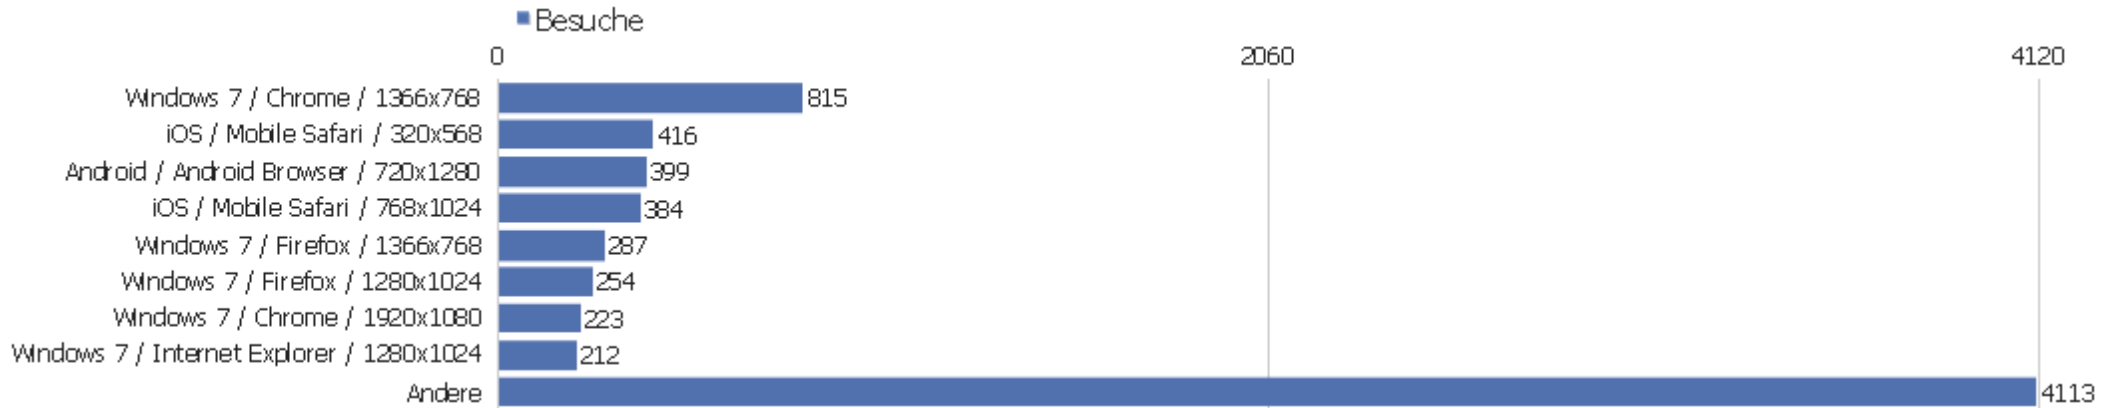 Besuche
0 2060 4120
Windows 7 / Chrome / 1366x768 815
iOS / Mobile Safari / 320x568 416
Android / Android Browser / 720x1280 399
iOS / Mobile Safari / 768x1024 384
Windows 7 / Firefox / 1366x768 287
Windows 7 / Firefox / 1280x1024 254
Windows 7 / Chrome / 1920x1080 223
Windows 7 / Internet Explorer / 1280x1024 212
Andere 4113